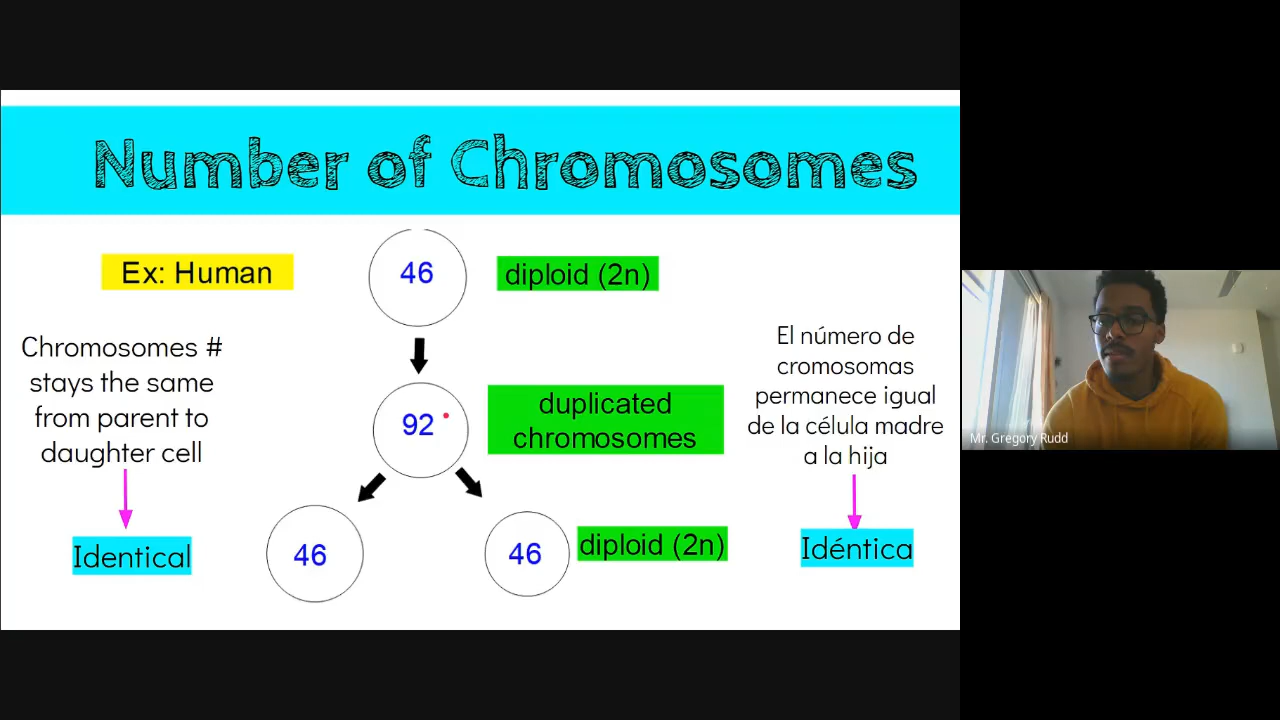 Number of Chromosomes
Ex: Human
46
diploid (2n)
Chromosomes #
stays the same
from parent to
daughter cell
Identical
92
duplicated
chromosomes
46
46
diploid (2n)
El número de
cromosomas
permanece igual
de la célula madre
a la hija
Idéntica
Mr. Gregory Rudd